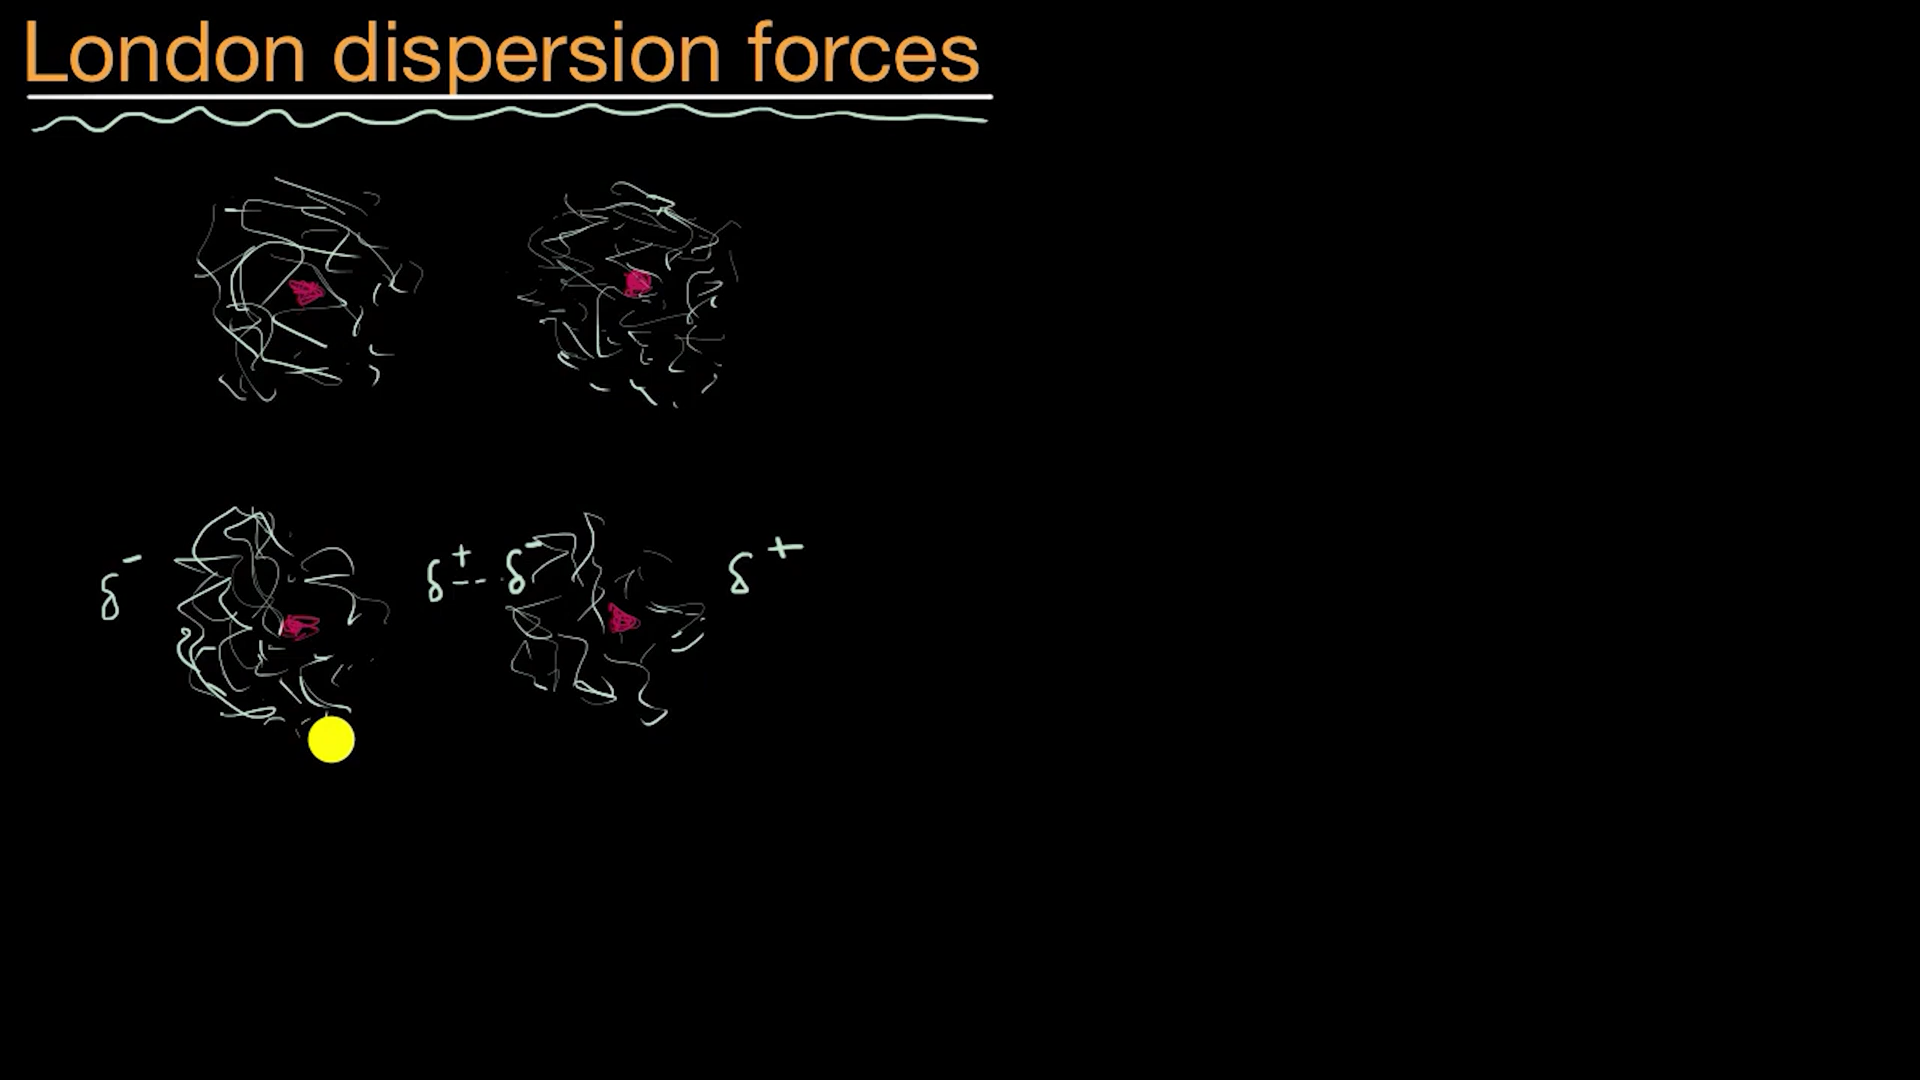 London dispersion forces
δ⁻ δ⁺ -- δ⁻ δ⁺